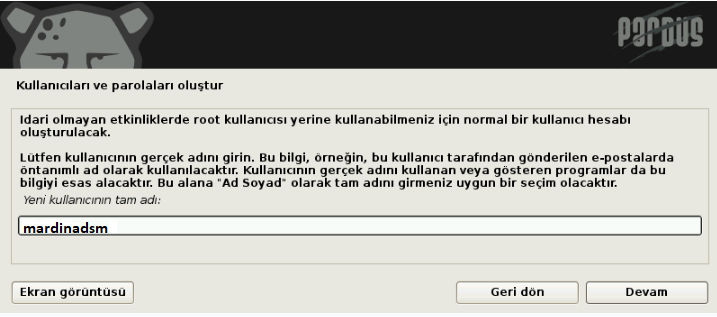 PARDUS
Kullanıcıları ve parolaları oluştur
Idari olmayan etkinliklerde root kullanıcısı yerine kullanabilmeniz için normal bir kullanıcı hesabı
oluşturulacak.
Lütfen kullanıcının gerçek adını girin. Bu bilgi, örneğin, bu kullanıcı tarafından gönderilen e-postalarda
öntanımlı ad olarak kullanılacaktır. Kullanıcının gerçek adını kullanan veya gösteren programlar da bu
bilgiyi esas alacaktır. Bu alana "Ad Soyad" olarak tam adını girmeniz uygun bir seçim olacaktır.
Yeni kullanıcının tam adı:
mardinadsm
Ekran görüntüsü Geri dön Devam